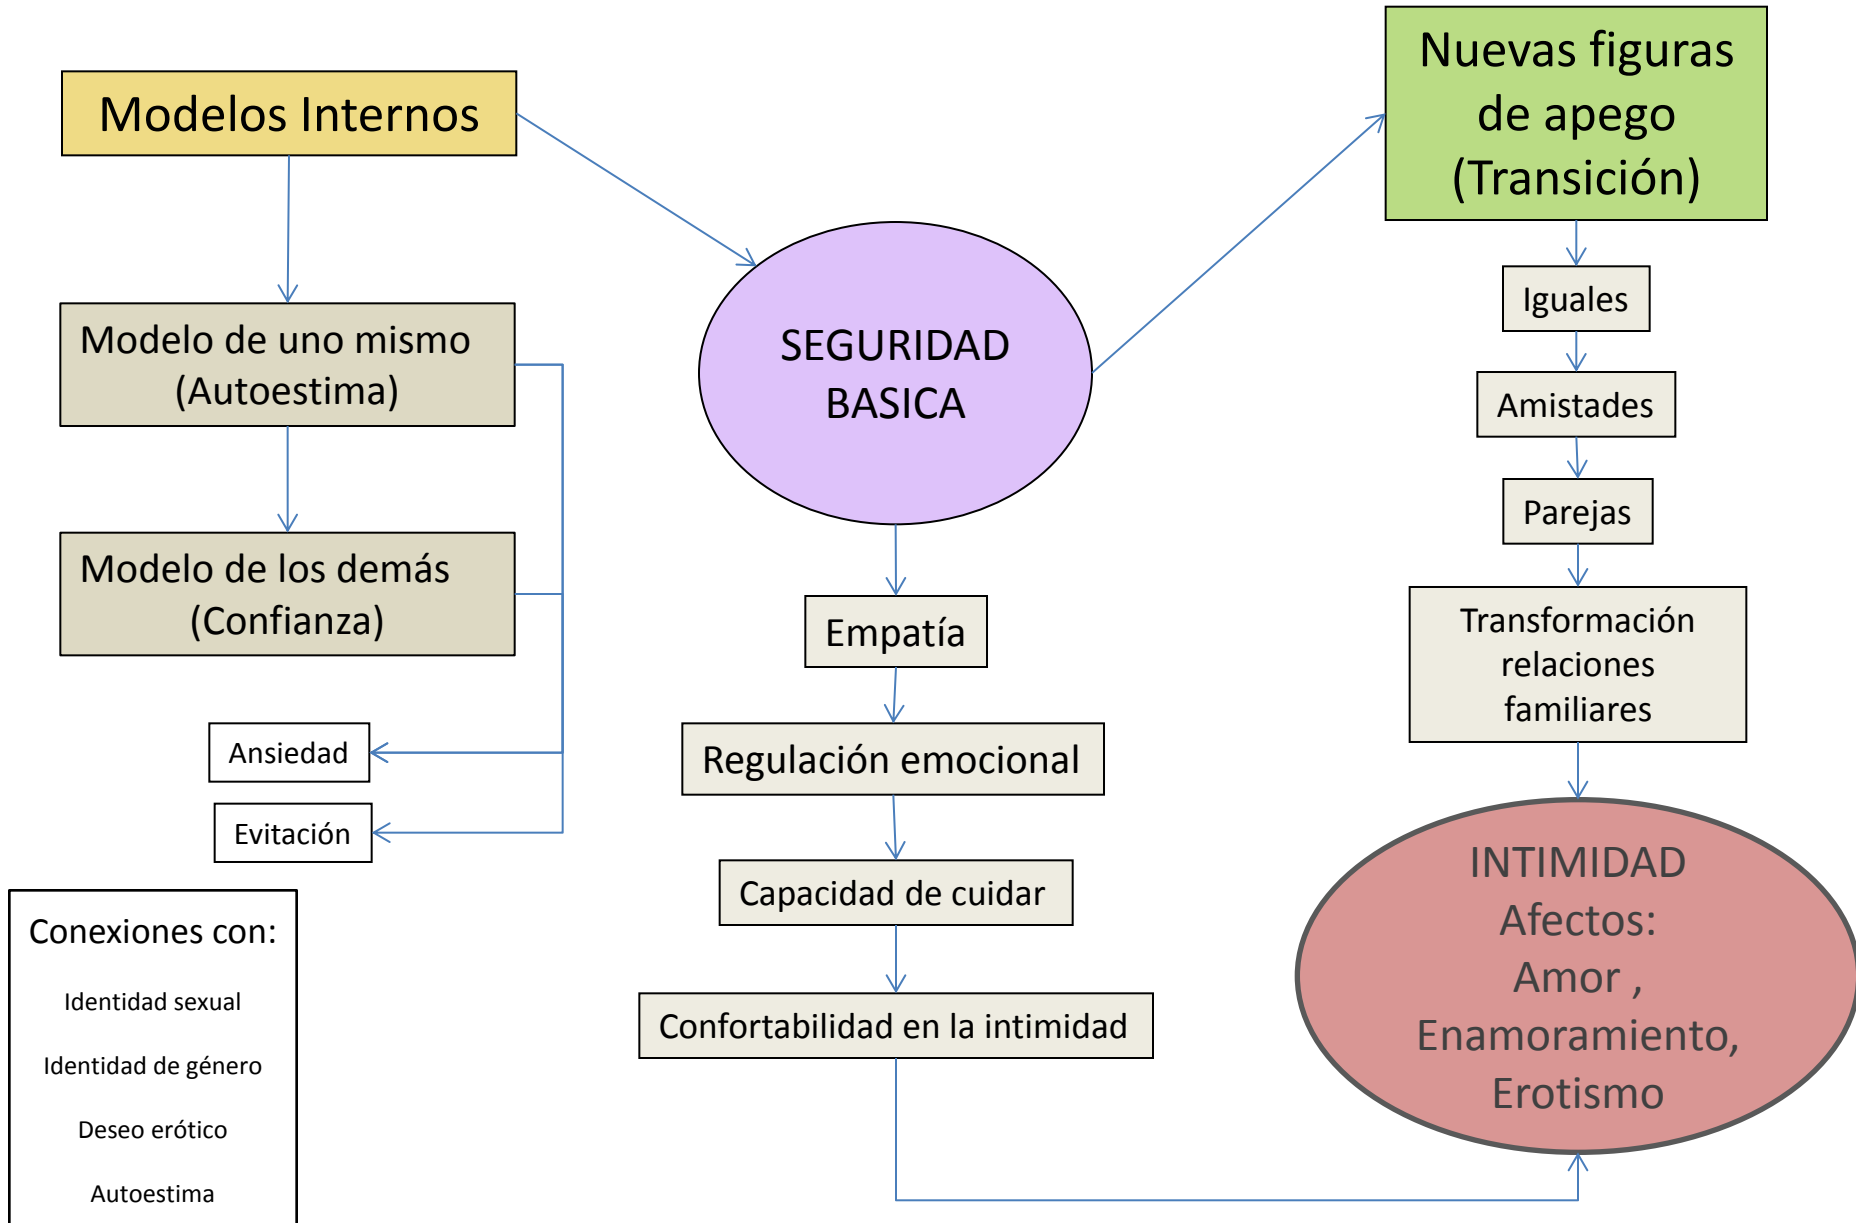 Modelos Internos
Modelo de uno mismo
(Autoestima)
Modelo de los demás
(Confianza)
Ansiedad
Evitación
Conexiones con:
Identidad sexual
Identidad de género
Deseo erótico
Autoestima
SEGURIDAD
BASICA
Empatía
Regulación emocional
Capacidad de cuidar
Confortabilidad en la intimidad
Nuevas figuras
de apego
(Transición)
Iguales
Amistades
Parejas
Transformación
relaciones
familiares
INTIMIDAD
Afectos:
Amor ,
Enamoramiento,
Erotismo